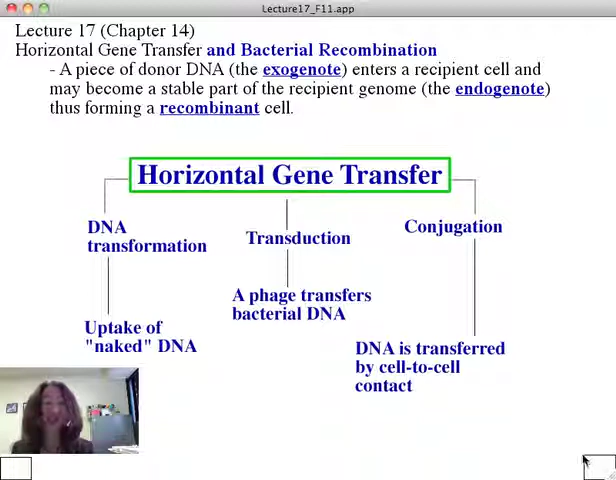 Lecture17_F11.app
Lecture 17 (Chapter 14)
Horizontal Gene Transfer and Bacterial Recombination
- A piece of donor DNA (the exogenote) enters a recipient cell and
may become a stable part of the recipient genome (the endogenote)
thus forming a recombinant cell.
Horizontal Gene Transfer
DNA
transformation
Transduction
Conjugation
A phage transfers
bacterial DNA
Uptake of
"naked" DNA
DNA is transferred
by cell-to-cell
contact